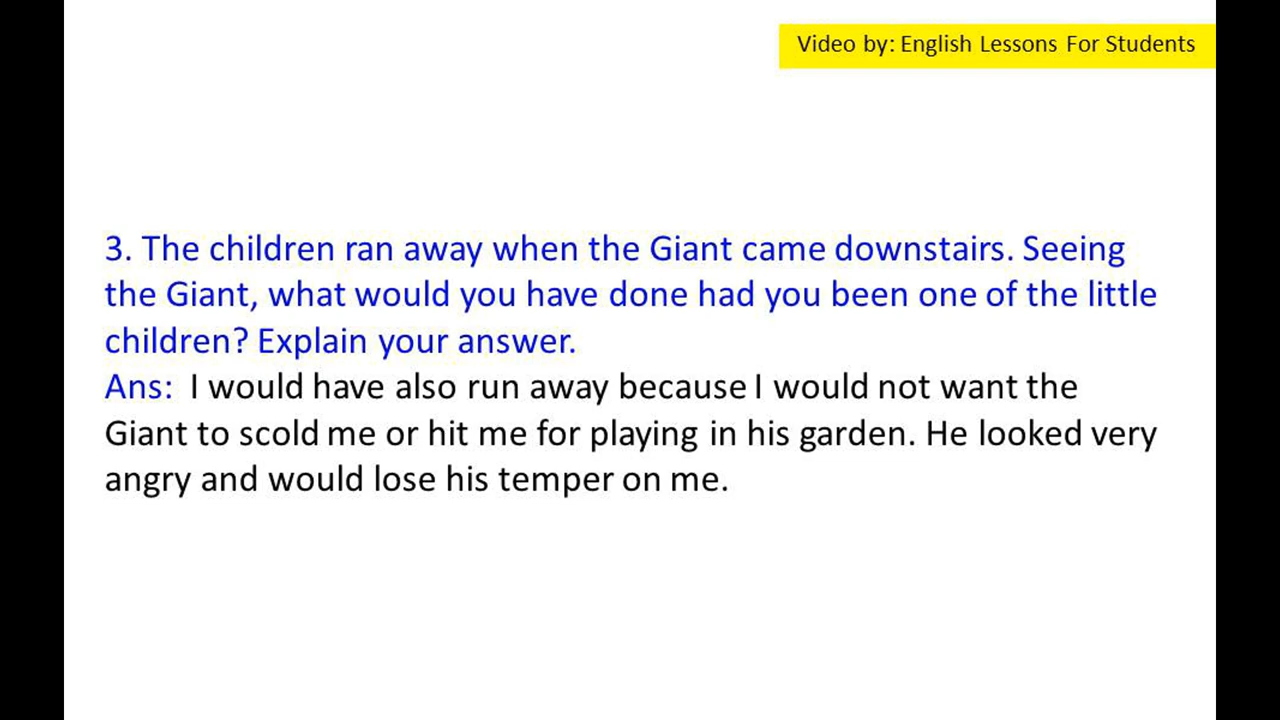 Video by: English Lessons For Students
3. The children ran away when the Giant came downstairs. Seeing
the Giant, what would you have done had you been one of the little
children? Explain your answer.
Ans: I would have also run away because I would not want the
Giant to scold me or hit me for playing in his garden. He looked very
angry and would lose his temper on me.